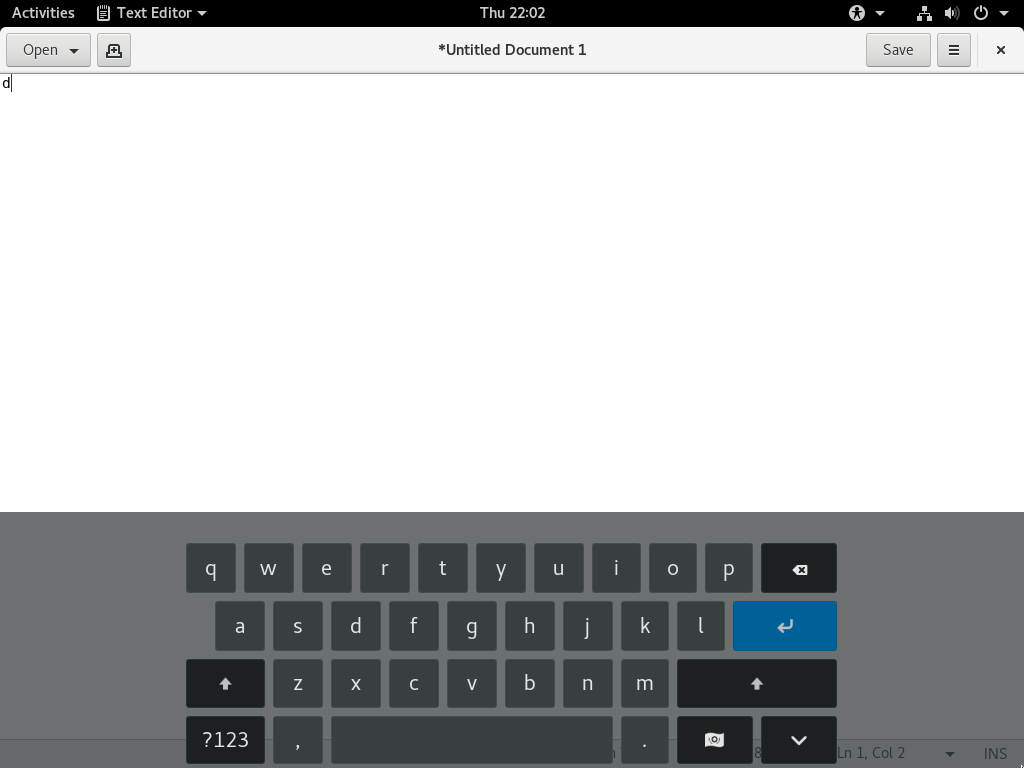 Activities Text Editor Thu 22:02
Open *Untitled Document 1 Save
d
q w e r t y u i o p
a s d f g h j k l
z x c v b n m
?123 , .
Ln 1, Col 2 INS